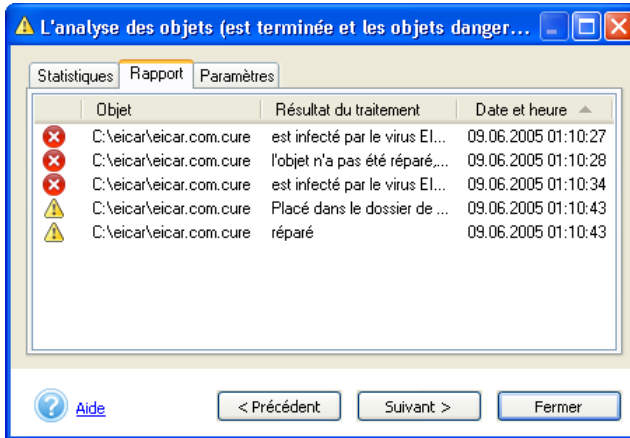 L'analyse des objets (est terminée et les objets danger...
Statistiques Rapport Paramètres
Objet Résultat du traitement Date et heure
C:\eicar\eicar.com.cure est infecté par le virus EI... 09.06.2005 01:10:27
C:\eicar\eicar.com.cure l'objet n'a pas été réparé,... 09.06.2005 01:10:28
C:\eicar\eicar.com.cure est infecté par le virus EI... 09.06.2005 01:10:34
C:\eicar\eicar.com.cure Placé dans le dossier de ... 09.06.2005 01:10:43
C:\eicar\eicar.com.cure réparé 09.06.2005 01:10:43
Aide < Précédent Suivant > Fermer